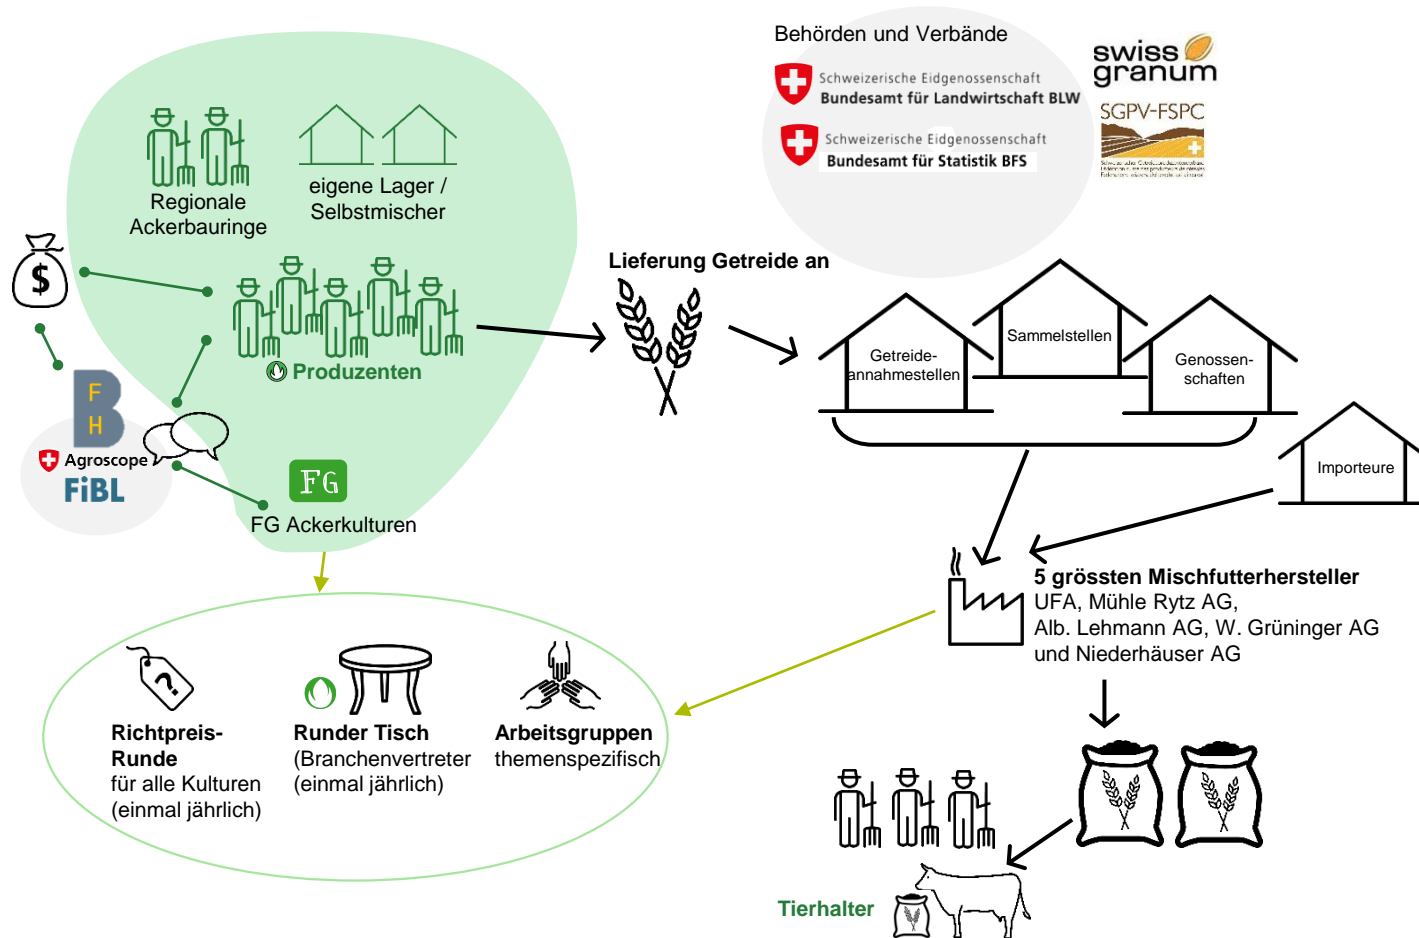 Behörden und Verbände
Schweizerische Eidgenossenschaft
Bundesamt für Landwirtschaft BLW
Schweizerische Eidgenossenschaft
Bundesamt für Statistik BFS
swiss
granum
SGPV-FSPC
Regionale
Ackerbauringe
eigene Lager /
Selbstmischer
$
Produzenten
Lieferung Getreide an
Getreide-
annahmestellen
Sammelstellen
Genossen-
schaften
Importeure
B
F
H
Agroscope
FiBL
FG
FG Ackerkulturen
5 grössten Mischfutterhersteller
UFA, Mühle Rytz AG,
Alb. Lehmann AG, W. Grüninger AG
und Niederhäuser AG
?
Richtpreis-
Runde
für alle Kulturen
(einmal jährlich)
Runder Tisch
(Branchenvertreter
(einmal jährlich)
Arbeitsgruppen
themenspezifisch
Tierhalter